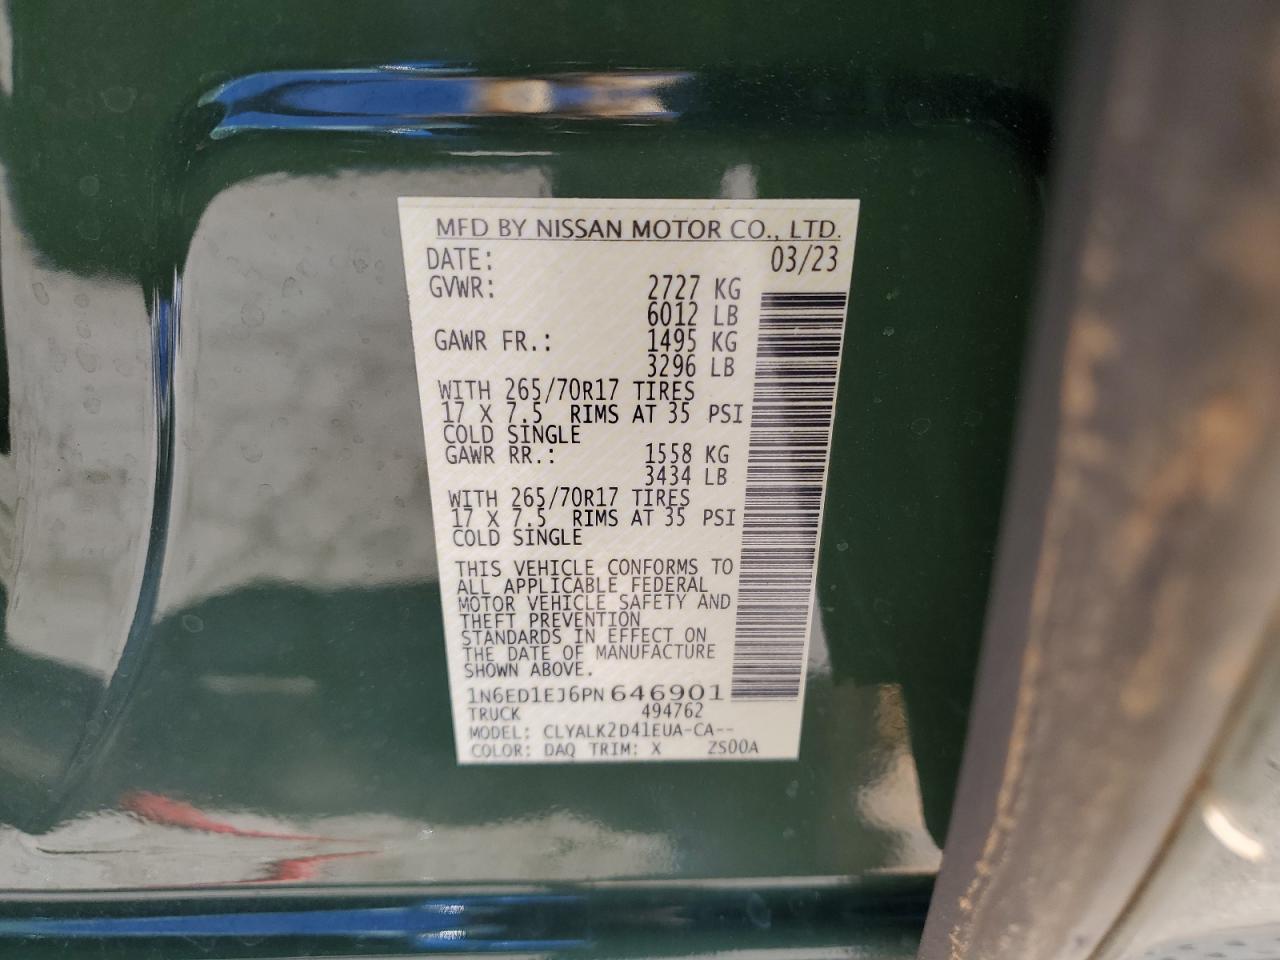 MFD BY NISSAN MOTOR CO., LTD.
DATE: 03/23
GVWR: 2727 KG
6012 LB
GAWR FR.: 1495 KG
3296 LB
WITH 265/70R17 TIRES
17 X 7.5 RIMS AT 35 PSI
COLD SINGLE
GAWR RR.: 1558 KG
3434 LB
WITH 265/70R17 TIRES
17 X 7.5 RIMS AT 35 PSI
COLD SINGLE
THIS VEHICLE CONFORMS TO
ALL APPLICABLE FEDERAL
MOTOR VEHICLE SAFETY AND
THEFT PREVENTION
STANDARDS IN EFFECT ON
THE DATE OF MANUFACTURE
SHOWN ABOVE.
1N6ED1EJ6PN646901
TRUCK 494762
MODEL: CLYALK2D41EUA-CA--
COLOR: DAQ TRIM: X ZS00A